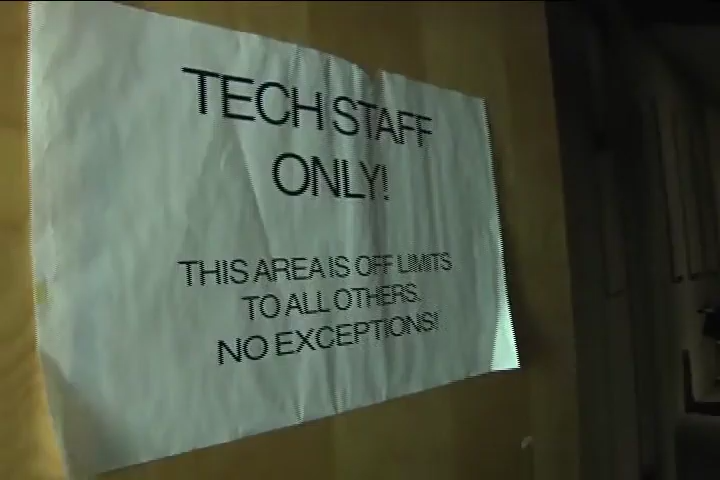 TECH STAFF
ONLY!
THIS AREA IS OFF LIMITS
TO ALL OTHERS.
NO EXCEPTIONS!